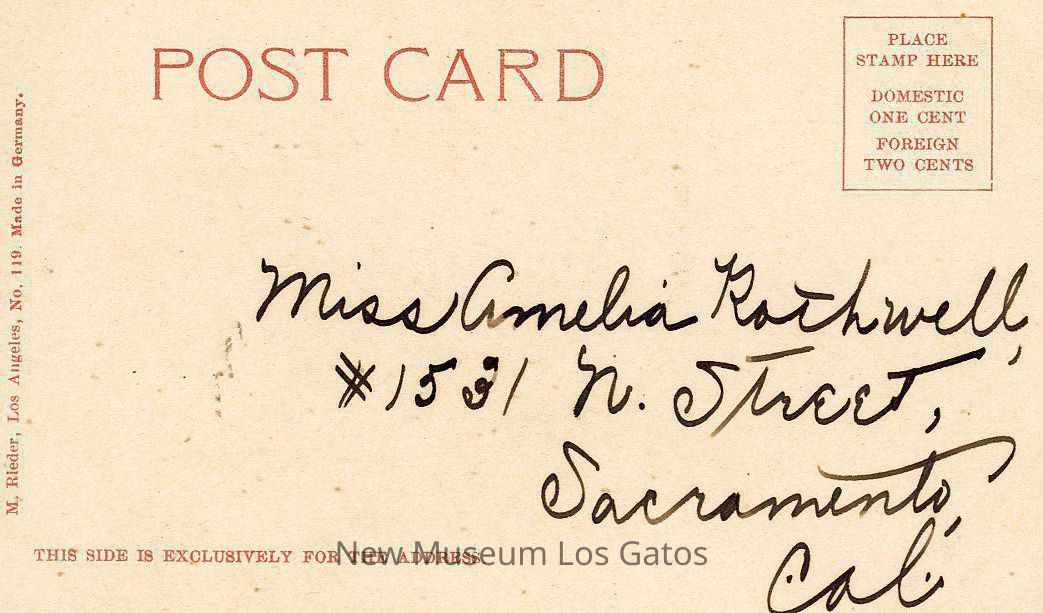 POST CARD
PLACE
STAMP HERE
DOMESTIC
ONE CENT
FOREIGN
TWO CENTS
M. Rieder, Los Angeles, No. 119. Made in Germany.
Miss Amelia Rothwell,
#1531 N. Street,
Sacramento,
Cal.
THIS SIDE IS EXCLUSIVELY FOR THE ADDRESS.
New Museum Los Gatos